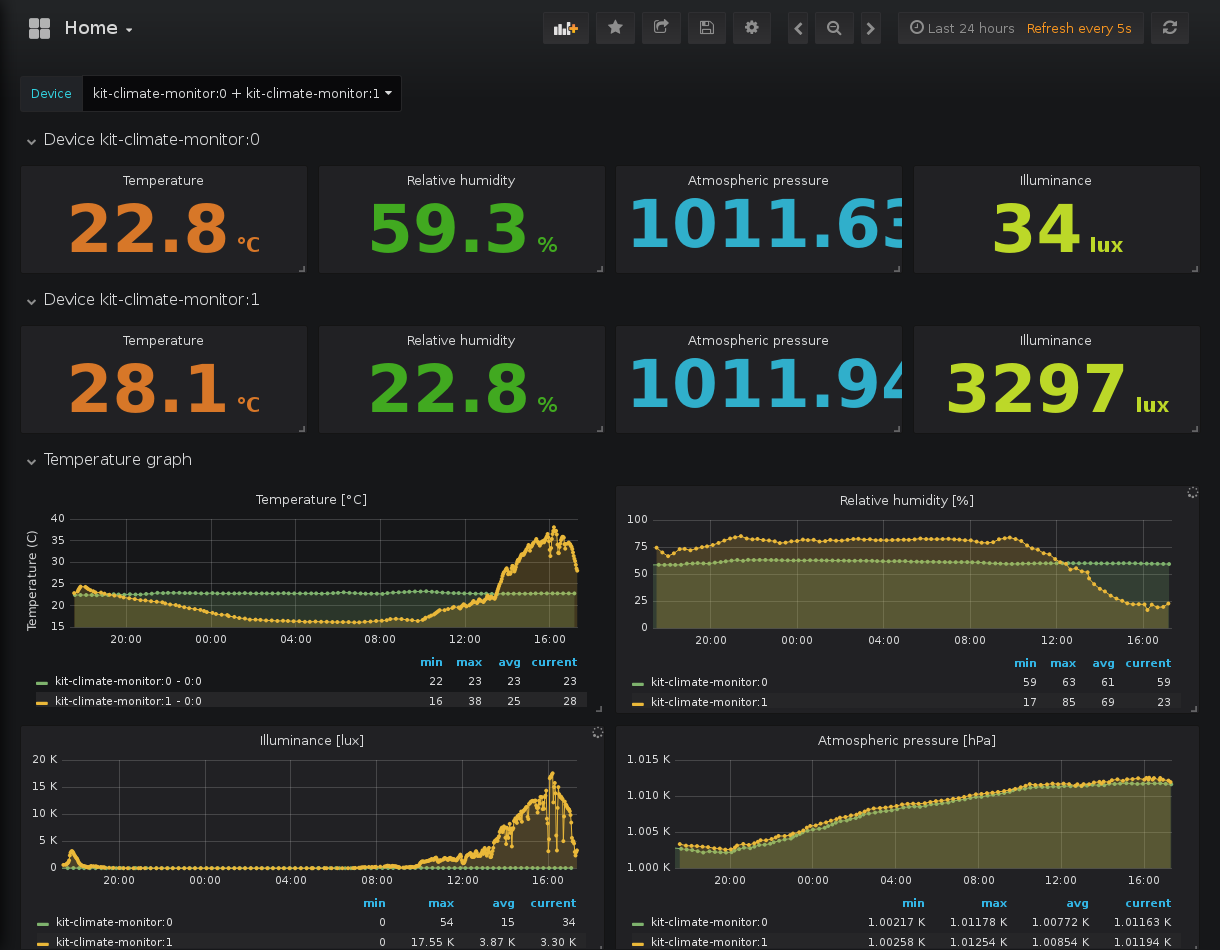 Home
Last 24 hours Refresh every 5s
Device kit-climate-monitor:0 + kit-climate-monitor:1
Device kit-climate-monitor:0
Temperature Relative humidity Atmospheric pressure Illuminance
22.8 °C 59.3 % 1011.63 34 lux
Device kit-climate-monitor:1
Temperature Relative humidity Atmospheric pressure Illuminance
28.1 °C 22.8 % 1011.94 3297 lux
Temperature graph
Temperature [°C]
Temperature (C)
40
35
30
25
20
15
20:00 00:00 04:00 08:00 12:00 16:00
min max avg current
kit-climate-monitor:0 - 0:0 22 23 23 23
kit-climate-monitor:1 - 0:0 16 38 25 28
Relative humidity [%]
100
75
50
25
0
20:00 00:00 04:00 08:00 12:00 16:00
min max avg current
kit-climate-monitor:0 59 63 61 59
kit-climate-monitor:1 17 85 69 23
Illuminance [lux]
20 K
15 K
10 K
5 K
0
20:00 00:00 04:00 08:00 12:00 16:00
min max avg current
kit-climate-monitor:0 0 54 15 34
kit-climate-monitor:1 0 17.55 K 3.87 K 3.30 K
Atmospheric pressure [hPa]
1.015 K
1.010 K
1.005 K
1.000 K
20:00 00:00 04:00 08:00 12:00 16:00
min max avg current
kit-climate-monitor:0 1.00217 K 1.01178 K 1.00772 K 1.01163 K
kit-climate-monitor:1 1.00258 K 1.01254 K 1.00854 K 1.01194 K